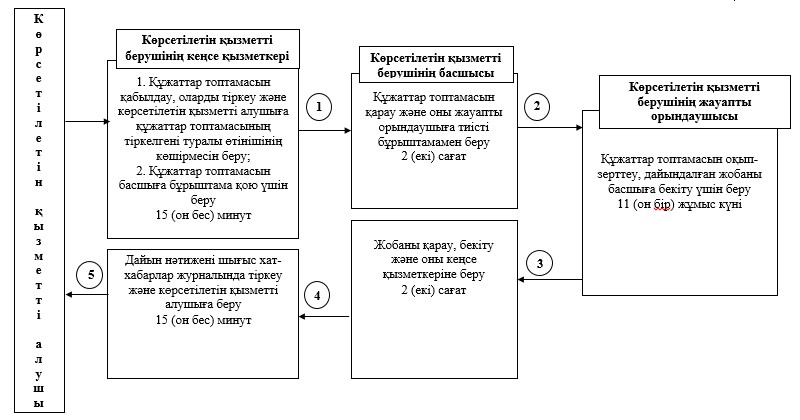 Көрсетілетін қызметті алушы
Көрсетілетін қызметті
берушінің кеңсе қызметкері
1. Құжаттар топтамасын
қабылдау, оларды тіркеу және
көрсетілетін қызметті алушыға
құжаттар топтамасының
тіркелгені туралы өтінішінің
көшірмесін беру;
2. Құжаттар топтамасын
басшыға бұрыштама қою үшін
беру
15 (он бес) минут
1
Көрсетілетін қызметті
берушінің басшысы
Құжаттар топтамасын
қарау және оны жауапты
орындаушыға тиісті
бұрыштамамен беру
2 (екі) сағат
2
Көрсетілетін қызметті
берушінің жауапты
орындаушысы
Құжаттар топтамасын оқып-
зерттеу, дайындалған жобаны
басшыға бекіту үшін беру
11 (он бір) жұмыс күні
3
Жобаны қарау, бекіту
және оны кеңсе
қызметкеріне беру
2 (екі) сағат
4
Дайын нәтижені шығыс хат-
хабарлар журналында тіркеу
және көрсетілетін қызметті
алушыға беру
15 (он бес) минут
5